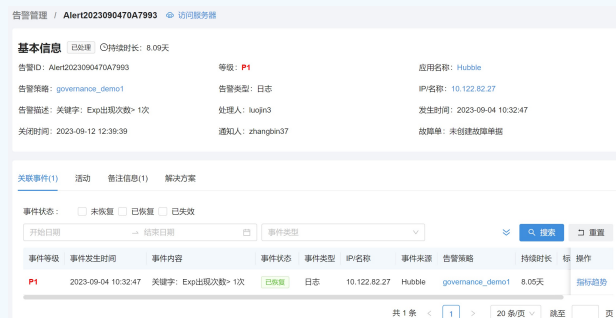 告警管理 / Alert2023090470A7993 访问服务器
基本信息 已处理 持续时长：8.09天
告警ID：Alert2023090470A7993 等级：P1 应用名称：Hubble
告警策略：governance_demo1 告警类型：日志 IP/名称：10.122.82.27
告警描述：关键字：Exp出现次数> 1次 处理人：luojin3 发生时间：2023-09-04 10:32:47
关闭时间：2023-09-12 12:39:39 通知人：zhangbin37 故障单：未创建故障单据
关联事件(1) 活动 备注信息(1) 解决方案
事件状态： 未恢复 已恢复 已失效
开始日期 → 结束日期 事件类型 搜索 重置
事件等级 事件发生时间 事件内容 事件状态 事件类型 IP/名称 事件来源 告警策略 持续时长 标 操作
P1 2023-09-04 10:32:47 关键字：Exp出现次数> 1次 已恢复 日志 10.122.82.27 Hubble governance_demo1 8.05天 指标趋势
共 1 条 < 1 > 20 条/页 跳至 页